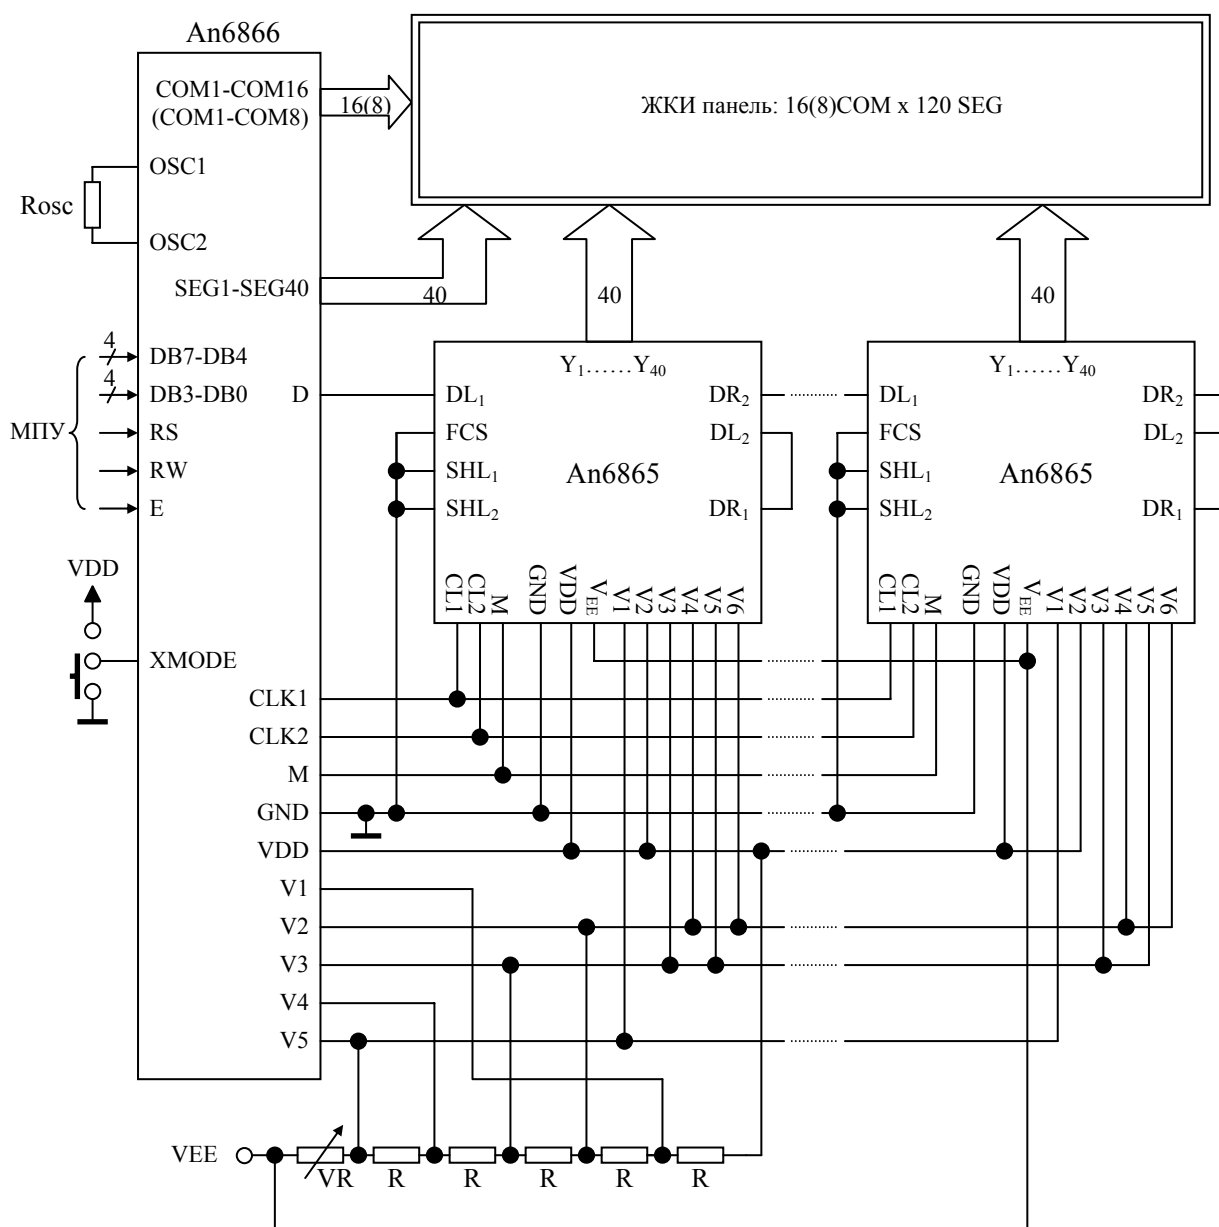 An6866
COM1-COM16
(COM1-COM8)
16(8)
ЖКИ панель: 16(8)COM x 120 SEG
OSC1
Rosc
OSC2
SEG1-SEG40
40
40
40
4
DB7-DB4
4
DB3-DB0
МПУ
RS
RW
E
D
Y1……Y40
DL1
DR2
FCS
DL2
SHL1
An6865
SHL2
DR1
CL1
CL2
M
GND
VDD
VEE
V1
V2
V3
V4
V5
V6
Y1……Y40
DL1
DR2
FCS
DL2
SHL1
An6865
SHL2
DR1
CL1
CL2
M
GND
VDD
VEE
V1
V2
V3
V4
V5
V6
VDD
XMODE
CLK1
CLK2
M
GND
VDD
V1
V2
V3
V4
V5
VEE
VR
R
R
R
R
R